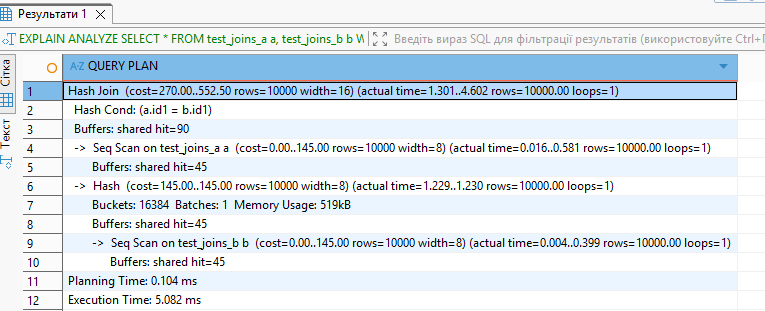 Результати 1
EXPLAIN ANALYZE SELECT * FROM test_joins_a a, test_joins_b b W
Введіть вираз SQL для фільтрації результатів (використовуйте Ctrl+
Сітка
Текст
A-Z QUERY PLAN
1 Hash Join (cost=270.00..552.50 rows=10000 width=16) (actual time=1.301..4.602 rows=10000.00 loops=1)
2 Hash Cond: (a.id1 = b.id1)
3 Buffers: shared hit=90
4 -> Seq Scan on test_joins_a a (cost=0.00..145.00 rows=10000 width=8) (actual time=0.016..0.581 rows=10000.00 loops=1)
5 Buffers: shared hit=45
6 -> Hash (cost=145.00..145.00 rows=10000 width=8) (actual time=1.229..1.230 rows=10000.00 loops=1)
7 Buckets: 16384 Batches: 1 Memory Usage: 519kB
8 Buffers: shared hit=45
9 -> Seq Scan on test_joins_b b (cost=0.00..145.00 rows=10000 width=8) (actual time=0.004..0.399 rows=10000.00 loops=1)
10 Buffers: shared hit=45
11 Planning Time: 0.104 ms
12 Execution Time: 5.082 ms